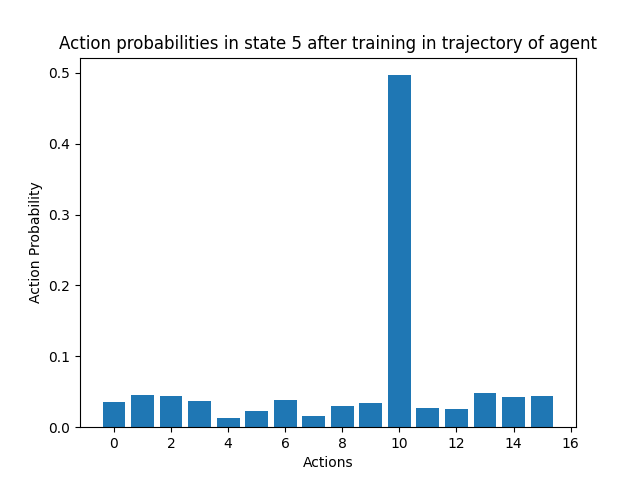 Action probabilities in state 5 after training in trajectory of agent
0.5
0.4
0.3
0.2
0.1
0.0
Action Probability
0 2 4 6 8 10 12 14 16
Actions